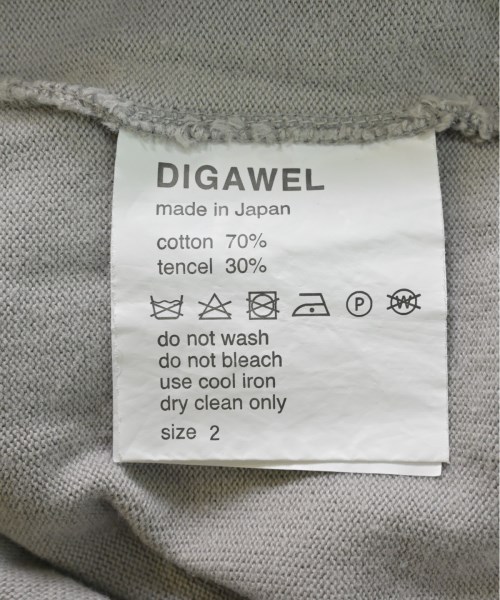 DIGAWEL
made in Japan
cotton 70%
tencel 30%
P W
do not wash
do not bleach
use cool iron
dry clean only
size 2